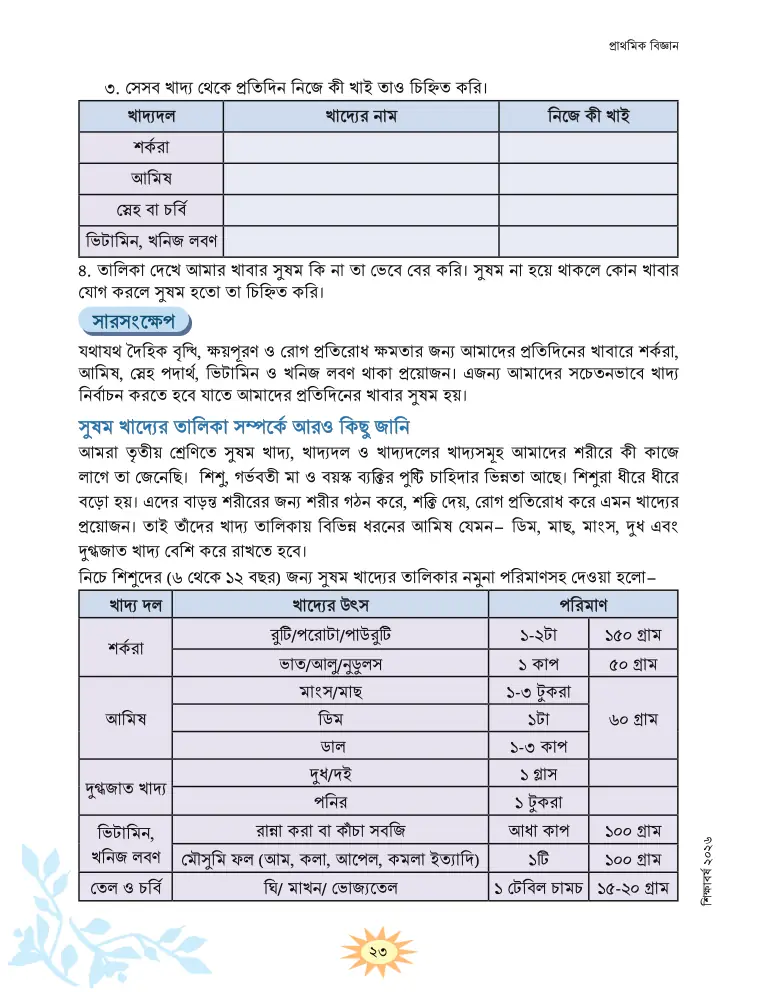 প্রাথমিক বিজ্ঞান
৩. সেসব খাদ্য থেকে প্রতিদিন নিজে কী খাই তাও চিহ্নিত করি।
খাদ্যদল খাদ্যের নাম নিজে কী খাই
শর্করা
আমিষ
স্নেহ বা চর্বি
ভিটামিন, খনিজ লবণ
৪. তালিকা দেখে আমার খাবার সুষম কি না তা ভেবে বের করি। সুষম না হয়ে থাকলে কোন খাবার
যোগ করলে সুষম হতো তা চিহ্নিত করি।
সারসংক্ষেপ
যথাযথ দৈহিক বৃদ্ধি, ক্ষয়পূরণ ও রোগ প্রতিরোধ ক্ষমতার জন্য আমাদের প্রতিদিনের খাবারে শর্করা,
আমিষ, স্নেহ পদার্থ, ভিটামিন ও খনিজ লবণ থাকা প্রয়োজন। এজন্য আমাদের সচেতনভাবে খাদ্য
নির্বাচন করতে হবে যাতে আমাদের প্রতিদিনের খাবার সুষম হয়।
সুষম খাদ্যের তালিকা সম্পর্কে আরও কিছু জানি
আমরা তৃতীয় শ্রেণিতে সুষম খাদ্য, খাদ্যদল ও খাদ্যদলের খাদ্যসমূহ আমাদের শরীরে কী কাজে
লাগে তা জেনেছি। শিশু, গর্ভবতী মা ও বয়স্ক ব্যক্তির পুষ্টি চাহিদার ভিন্নতা আছে। শিশুরা ধীরে ধীরে
বড়ো হয়। এদের বাড়ন্ত শরীরের জন্য শরীর গঠন করে, শক্তি দেয়, রোগ প্রতিরোধ করে এমন খাদ্যের
প্রয়োজন। তাই তাঁদের খাদ্য তালিকায় বিভিন্ন ধরনের আমিষ যেমন– ডিম, মাছ, মাংস, দুধ এবং
দুগ্ধজাত খাদ্য বেশি করে রাখতে হবে।
নিচে শিশুদের (৬ থেকে ১২ বছর) জন্য সুষম খাদ্যের তালিকার নমুনা পরিমাণসহ দেওয়া হলো–
খাদ্য দল খাদ্যের উৎস পরিমাণ
শর্করা রুটি/পরোটা/পাউরুটি ১-২টা ১৫০ গ্রাম
ভাত/আলু/নুডুলস ১ কাপ ৫০ গ্রাম
আমিষ মাংস/মাছ ১-৩ টুকরা ৬০ গ্রাম
ডিম ১টা
ডাল ১-৩ কাপ
দুগ্ধজাত খাদ্য দুধ/দই ১ গ্লাস
পনির ১ টুকরা
ভিটামিন, রান্না করা বা কাঁচা সবজি আধা কাপ ১০০ গ্রাম
খনিজ লবণ মৌসুমি ফল (আম, কলা, আপেল, কমলা ইত্যাদি) ১টি ১০০ গ্রাম
তেল ও চর্বি ঘি/ মাখন/ ভোজ্যতেল ১ টেবিল চামচ ১৫-২০ গ্রাম
শিক্ষাবর্ষ ২০২৬
২৩